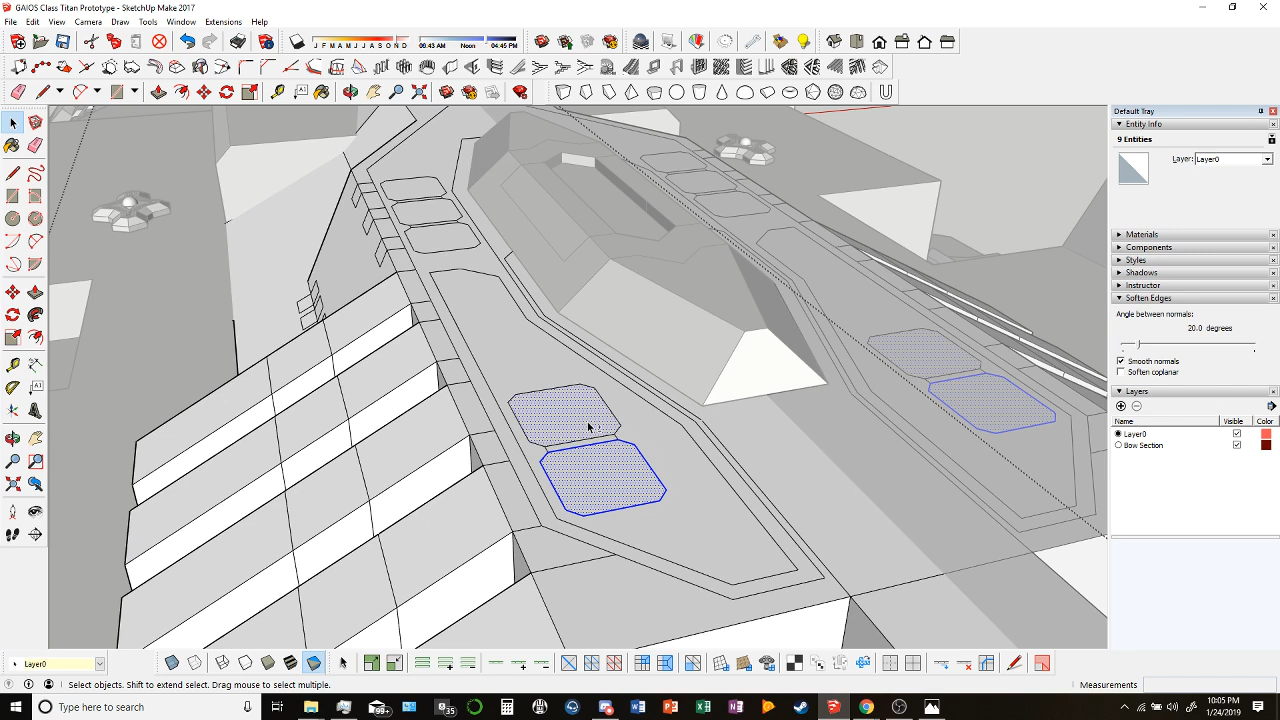 GAIOS Class Titan Prototype - SketchUp Make 2017
File Edit View Camera Draw Tools Window Extensions Help
J F M A M J J A S O N D 06:43 AM Noon 04:45 PM
Default Tray
Entity Info
9 Entities
Layer: Layer0
Materials
Components
Styles
Shadows
Instructor
Soften Edges
Angle between normals:
20.0 degrees
Smooth normals
Soften coplanar
Layers
Name Visible Color
Layer0
Bow Section
Layer0
Select objects. Shift to extend select. Drag mouse to select multiple. Measurements
Type here to search
99+
35
10:05 PM
1/24/2019